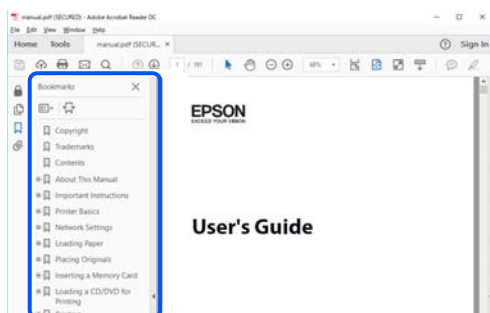 manual.pdf (SECURED) - Adobe Acrobat Reader DC
File Edit View Window Help
Home Tools manual.pdf (SECUR... × Sign In
1 / 191
Bookmarks
EPSON
EXCEED YOUR VISION
Copyright
Trademarks
Contents
About This Manual
Important Instructions
Printer Basics
User's Guide
Network Settings
Loading Paper
Placing Originals
Inserting a Memory Card
Loading a CD/DVD for
Printing